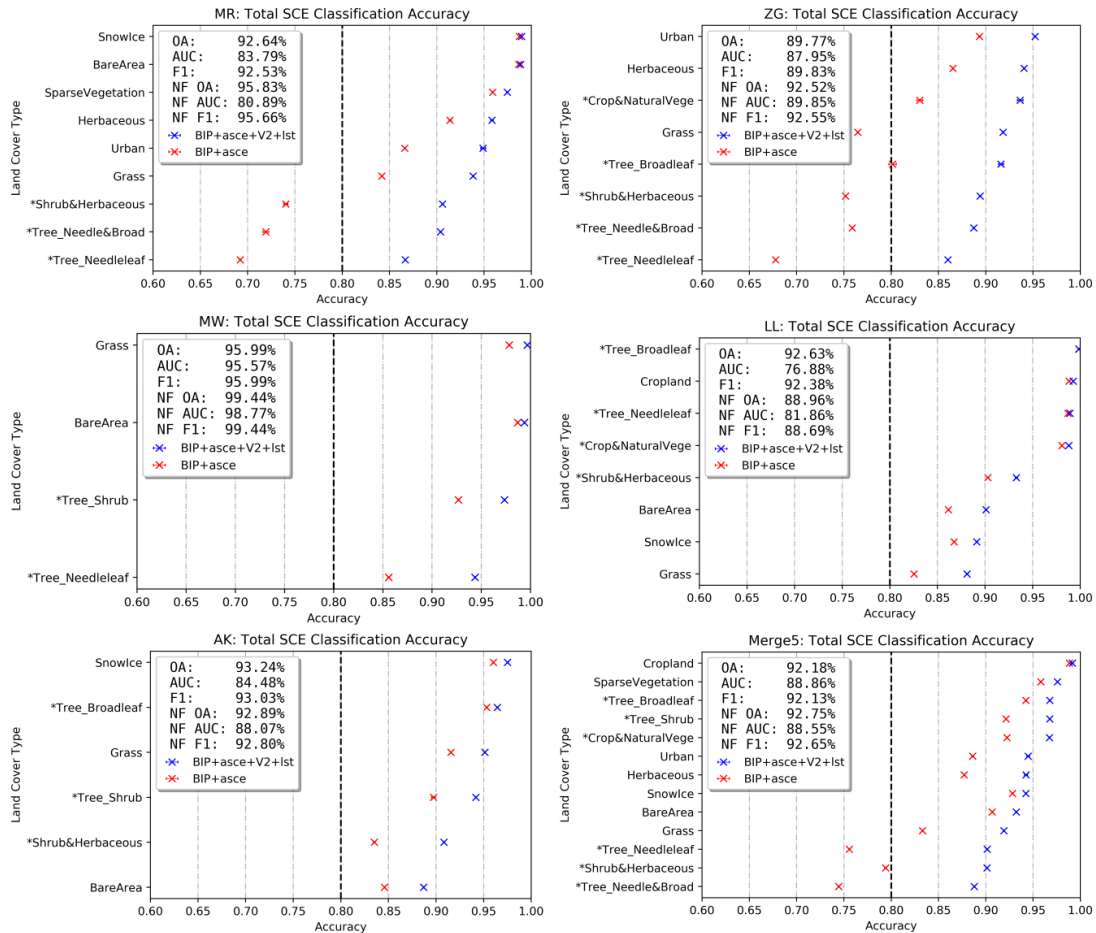 MR: Total SCE Classification Accuracy
Land Cover Type
SnowIce
BareArea
SparseVegetation
Herbaceous
Urban
Grass
*Shrub&Herbaceous
*Tree_Needle&Broad
*Tree_Needleleaf
OA: 92.64%
AUC: 83.79%
F1: 92.53%
NF OA: 95.83%
NF AUC: 80.89%
NF F1: 95.66%
BIP+asce+V2+lst
BIP+asce
0.60 0.65 0.70 0.75 0.80 0.85 0.90 0.95 1.00
Accuracy
ZG: Total SCE Classification Accuracy
Land Cover Type
Urban
Herbaceous
*Crop&NaturalVege
Grass
*Tree_Broadleaf
*Shrub&Herbaceous
*Tree_Needle&Broad
*Tree_Needleleaf
OA: 89.77%
AUC: 87.95%
F1: 89.83%
NF OA: 92.52%
NF AUC: 89.85%
NF F1: 92.55%
BIP+asce+V2+lst
BIP+asce
0.60 0.65 0.70 0.75 0.80 0.85 0.90 0.95 1.00
Accuracy
MW: Total SCE Classification Accuracy
Land Cover Type
Grass
BareArea
*Tree_Shrub
*Tree_Needleleaf
OA: 95.99%
AUC: 95.57%
F1: 95.99%
NF OA: 99.44%
NF AUC: 98.77%
NF F1: 99.44%
BIP+asce+V2+lst
BIP+asce
0.60 0.65 0.70 0.75 0.80 0.85 0.90 0.95 1.00
Accuracy
LL: Total SCE Classification Accuracy
Land Cover Type
*Tree_Broadleaf
Cropland
*Tree_Needleleaf
*Crop&NaturalVege
*Shrub&Herbaceous
BareArea
SnowIce
Grass
OA: 92.63%
AUC: 76.88%
F1: 92.38%
NF OA: 88.96%
NF AUC: 81.86%
NF F1: 88.69%
BIP+asce+V2+lst
BIP+asce
0.60 0.65 0.70 0.75 0.80 0.85 0.90 0.95 1.00
Accuracy
AK: Total SCE Classification Accuracy
Land Cover Type
SnowIce
*Tree_Broadleaf
Grass
*Tree_Shrub
*Shrub&Herbaceous
BareArea
OA: 93.24%
AUC: 84.48%
F1: 93.03%
NF OA: 92.89%
NF AUC: 88.07%
NF F1: 92.80%
BIP+asce+V2+lst
BIP+asce
0.60 0.65 0.70 0.75 0.80 0.85 0.90 0.95 1.00
Accuracy
Merge5: Total SCE Classification Accuracy
Land Cover Type
Cropland
SparseVegetation
*Tree_Broadleaf
*Tree_Shrub
*Crop&NaturalVege
Urban
Herbaceous
SnowIce
BareArea
Grass
*Tree_Needleleaf
*Shrub&Herbaceous
*Tree_Needle&Broad
OA: 92.18%
AUC: 88.86%
F1: 92.13%
NF OA: 92.75%
NF AUC: 88.55%
NF F1: 92.65%
BIP+asce+V2+lst
BIP+asce
0.60 0.65 0.70 0.75 0.80 0.85 0.90 0.95 1.00
Accuracy